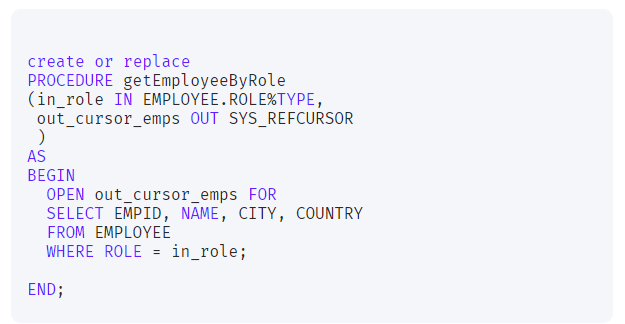 create or replace
PROCEDURE getEmployeeByRole
(in_role IN EMPLOYEE.ROLE%TYPE,
 out_cursor_emps OUT SYS_REFCURSOR
 )
AS
BEGIN
  OPEN out_cursor_emps FOR
  SELECT EMPID, NAME, CITY, COUNTRY
  FROM EMPLOYEE
  WHERE ROLE = in_role;

END;